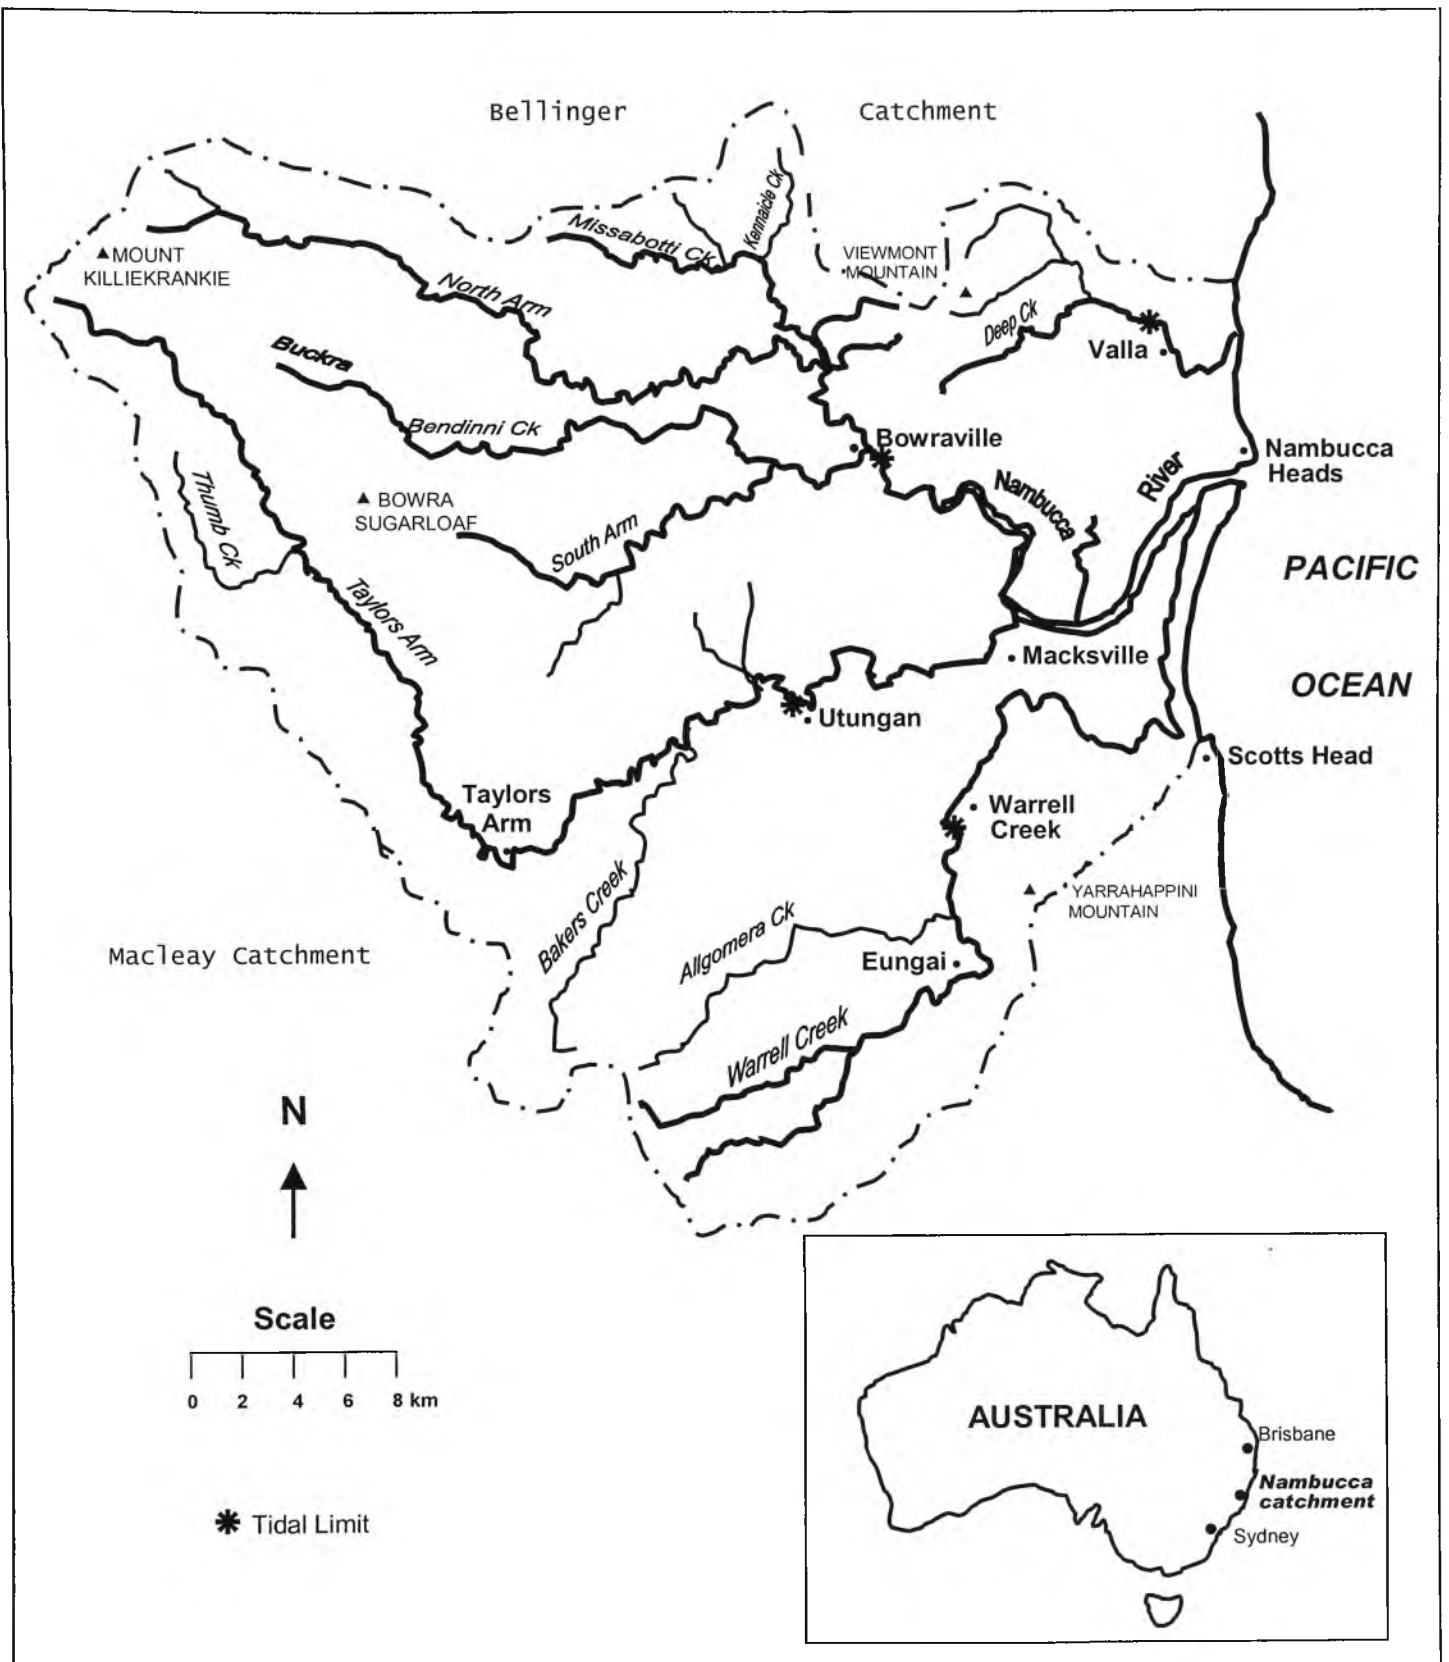 Bellinger Catchment
Kennaicle Ck
Missabotti Ck
VIEWMONT
MOUNTAIN
MOUNT
KILLIEKRANKIE
North Arm
Deep Ck
Valla
Buckra
Bendinni Ck
Bowraville
Nambucca
Heads
Nambucca
River
Thumb Ck
BOWRA
SUGARLOAF
South Arm
PACIFIC
OCEAN
Taylors Arm
Macksville
Utungan
Scotts Head
Taylors
Arm
Warrell
Creek
YARRAHAPPINI
MOUNTAIN
Bakers Creek
Allgomera Ck
Eungai
Macleay Catchment
Warrell Creek
N
Scale
0 2 4 6 8 km
Tidal Limit
AUSTRALIA
Brisbane
Nambucca
catchment
Sydney